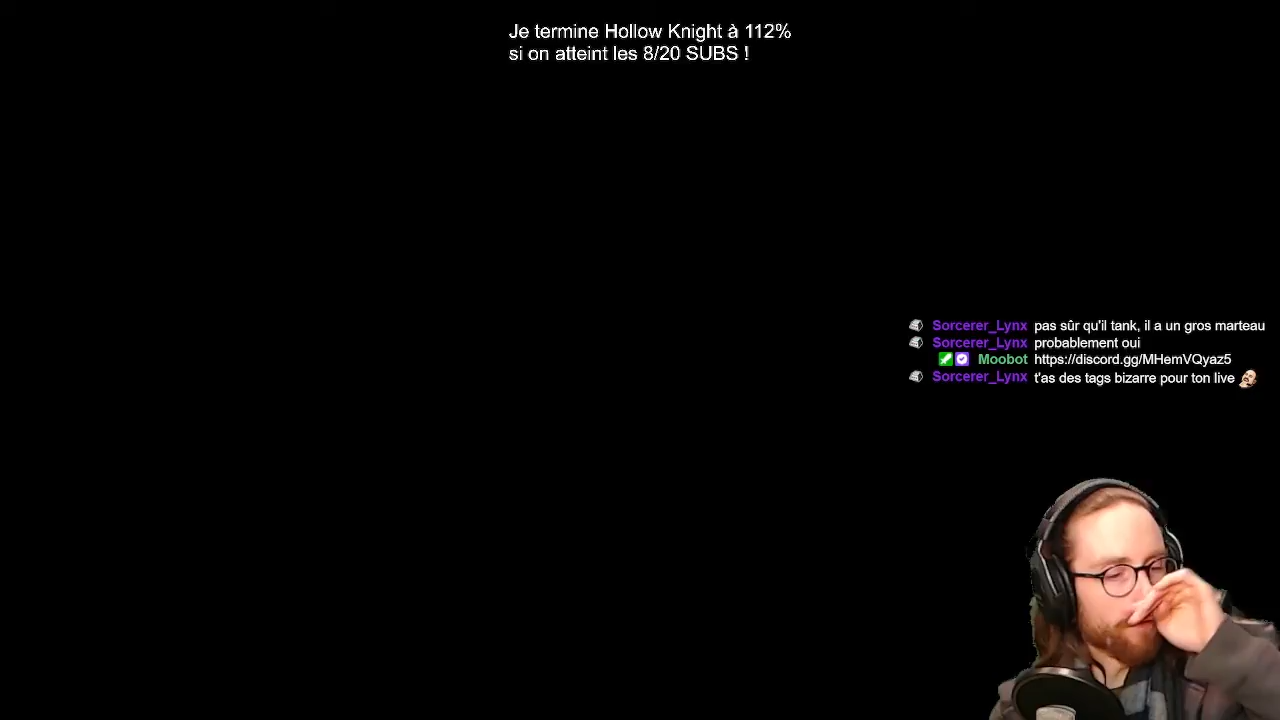 Je termine Hollow Knight à 112%
si on atteint les 8/20 SUBS !
Sorcerer_Lynx pas sûr qu'il tank, il a un gros marteau
Sorcerer_Lynx probablement oui
Moobot https://discord.gg/MHemVQyaz5
Sorcerer_Lynx t'as des tags bizarre pour ton live